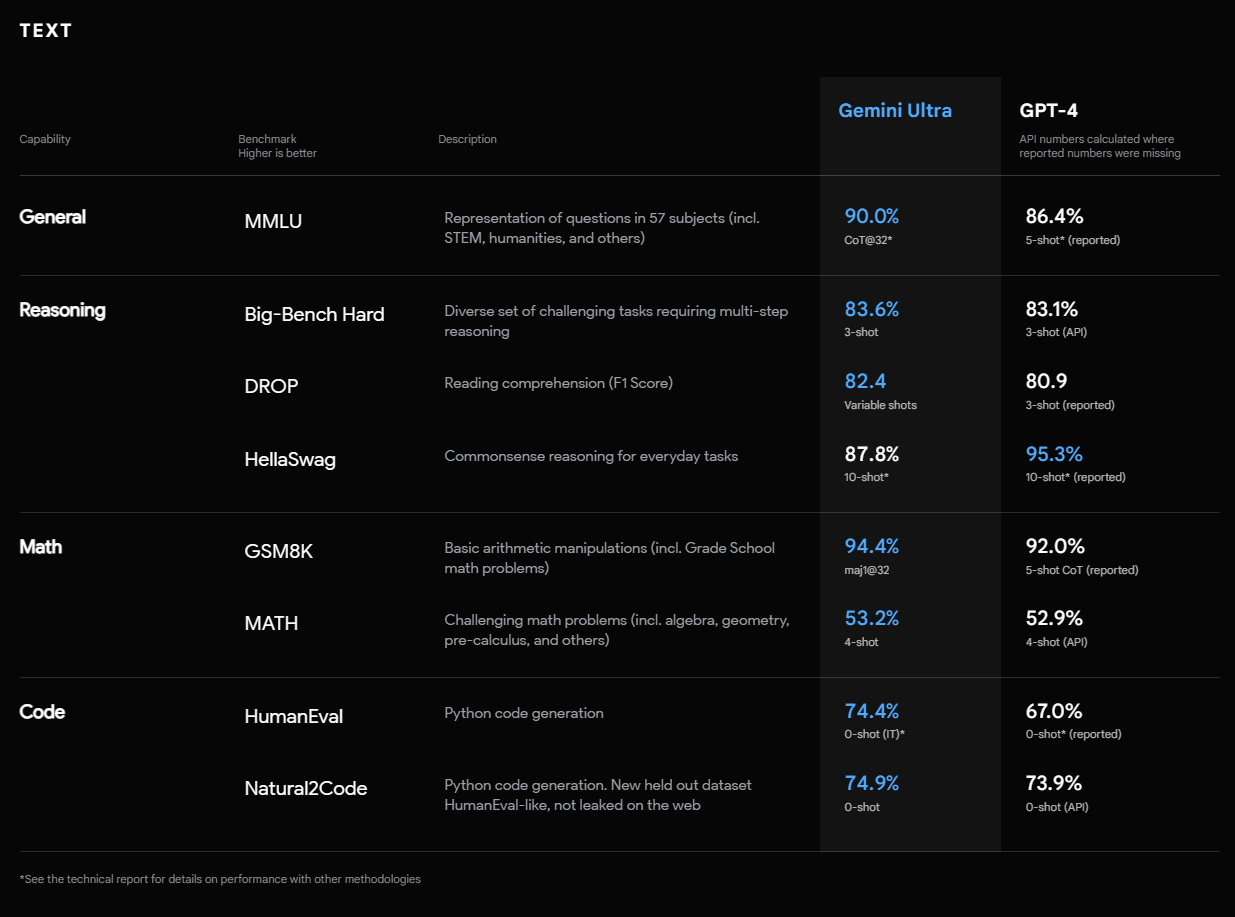 TEXT
Gemini Ultra
GPT-4
Capability
Benchmark
Higher is better
Description
API numbers calculated where
reported numbers were missing
General
MMLU
Representation of questions in 57 subjects (incl.
STEM, humanities, and others)
90.0%
CoT@32*
86.4%
5-shot* (reported)
Reasoning
Big-Bench Hard
Diverse set of challenging tasks requiring multi-step
reasoning
83.6%
3-shot
83.1%
3-shot (API)
DROP
Reading comprehension (F1 Score)
82.4
Variable shots
80.9
3-shot (reported)
HellaSwag
Commonsense reasoning for everyday tasks
87.8%
10-shot*
95.3%
10-shot* (reported)
Math
GSM8K
Basic arithmetic manipulations (incl. Grade School
math problems)
94.4%
maj1@32
92.0%
5-shot CoT (reported)
MATH
Challenging math problems (incl. algebra, geometry,
pre-calculus, and others)
53.2%
4-shot
52.9%
4-shot (API)
Code
HumanEval
Python code generation
74.4%
0-shot (IT)*
67.0%
0-shot* (reported)
Natural2Code
Python code generation. New held out dataset
HumanEval-like, not leaked on the web
74.9%
0-shot
73.9%
0-shot (API)
*See the technical report for details on performance with other methodologies